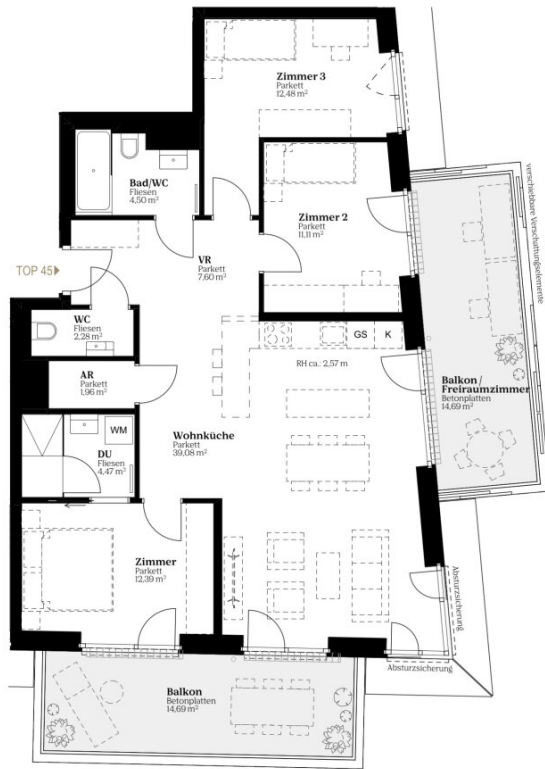 Zimmer 3
Parkett
12,48 m²
Bad/WC
Fliesen
4,50 m²
Zimmer 2
Parkett
11,11 m²
verschiebbare Verschattungselemente
VR
Parkett
7,60 m²
TOP 45
WC
Fliesen
2,28 m²
GS
K
RH ca.: 2,57 m
AR
Parkett
1,96 m²
Balkon/
Freiraumzimmer
Betonplatten
14,69 m²
WM
DU
Fliesen
4,47 m²
Wohnküche
Parkett
39,08 m²
Zimmer
Parkett
12,39 m²
Absturzsicherung
Absturzsicherung
Balkon
Betonplatten
14,69 m²